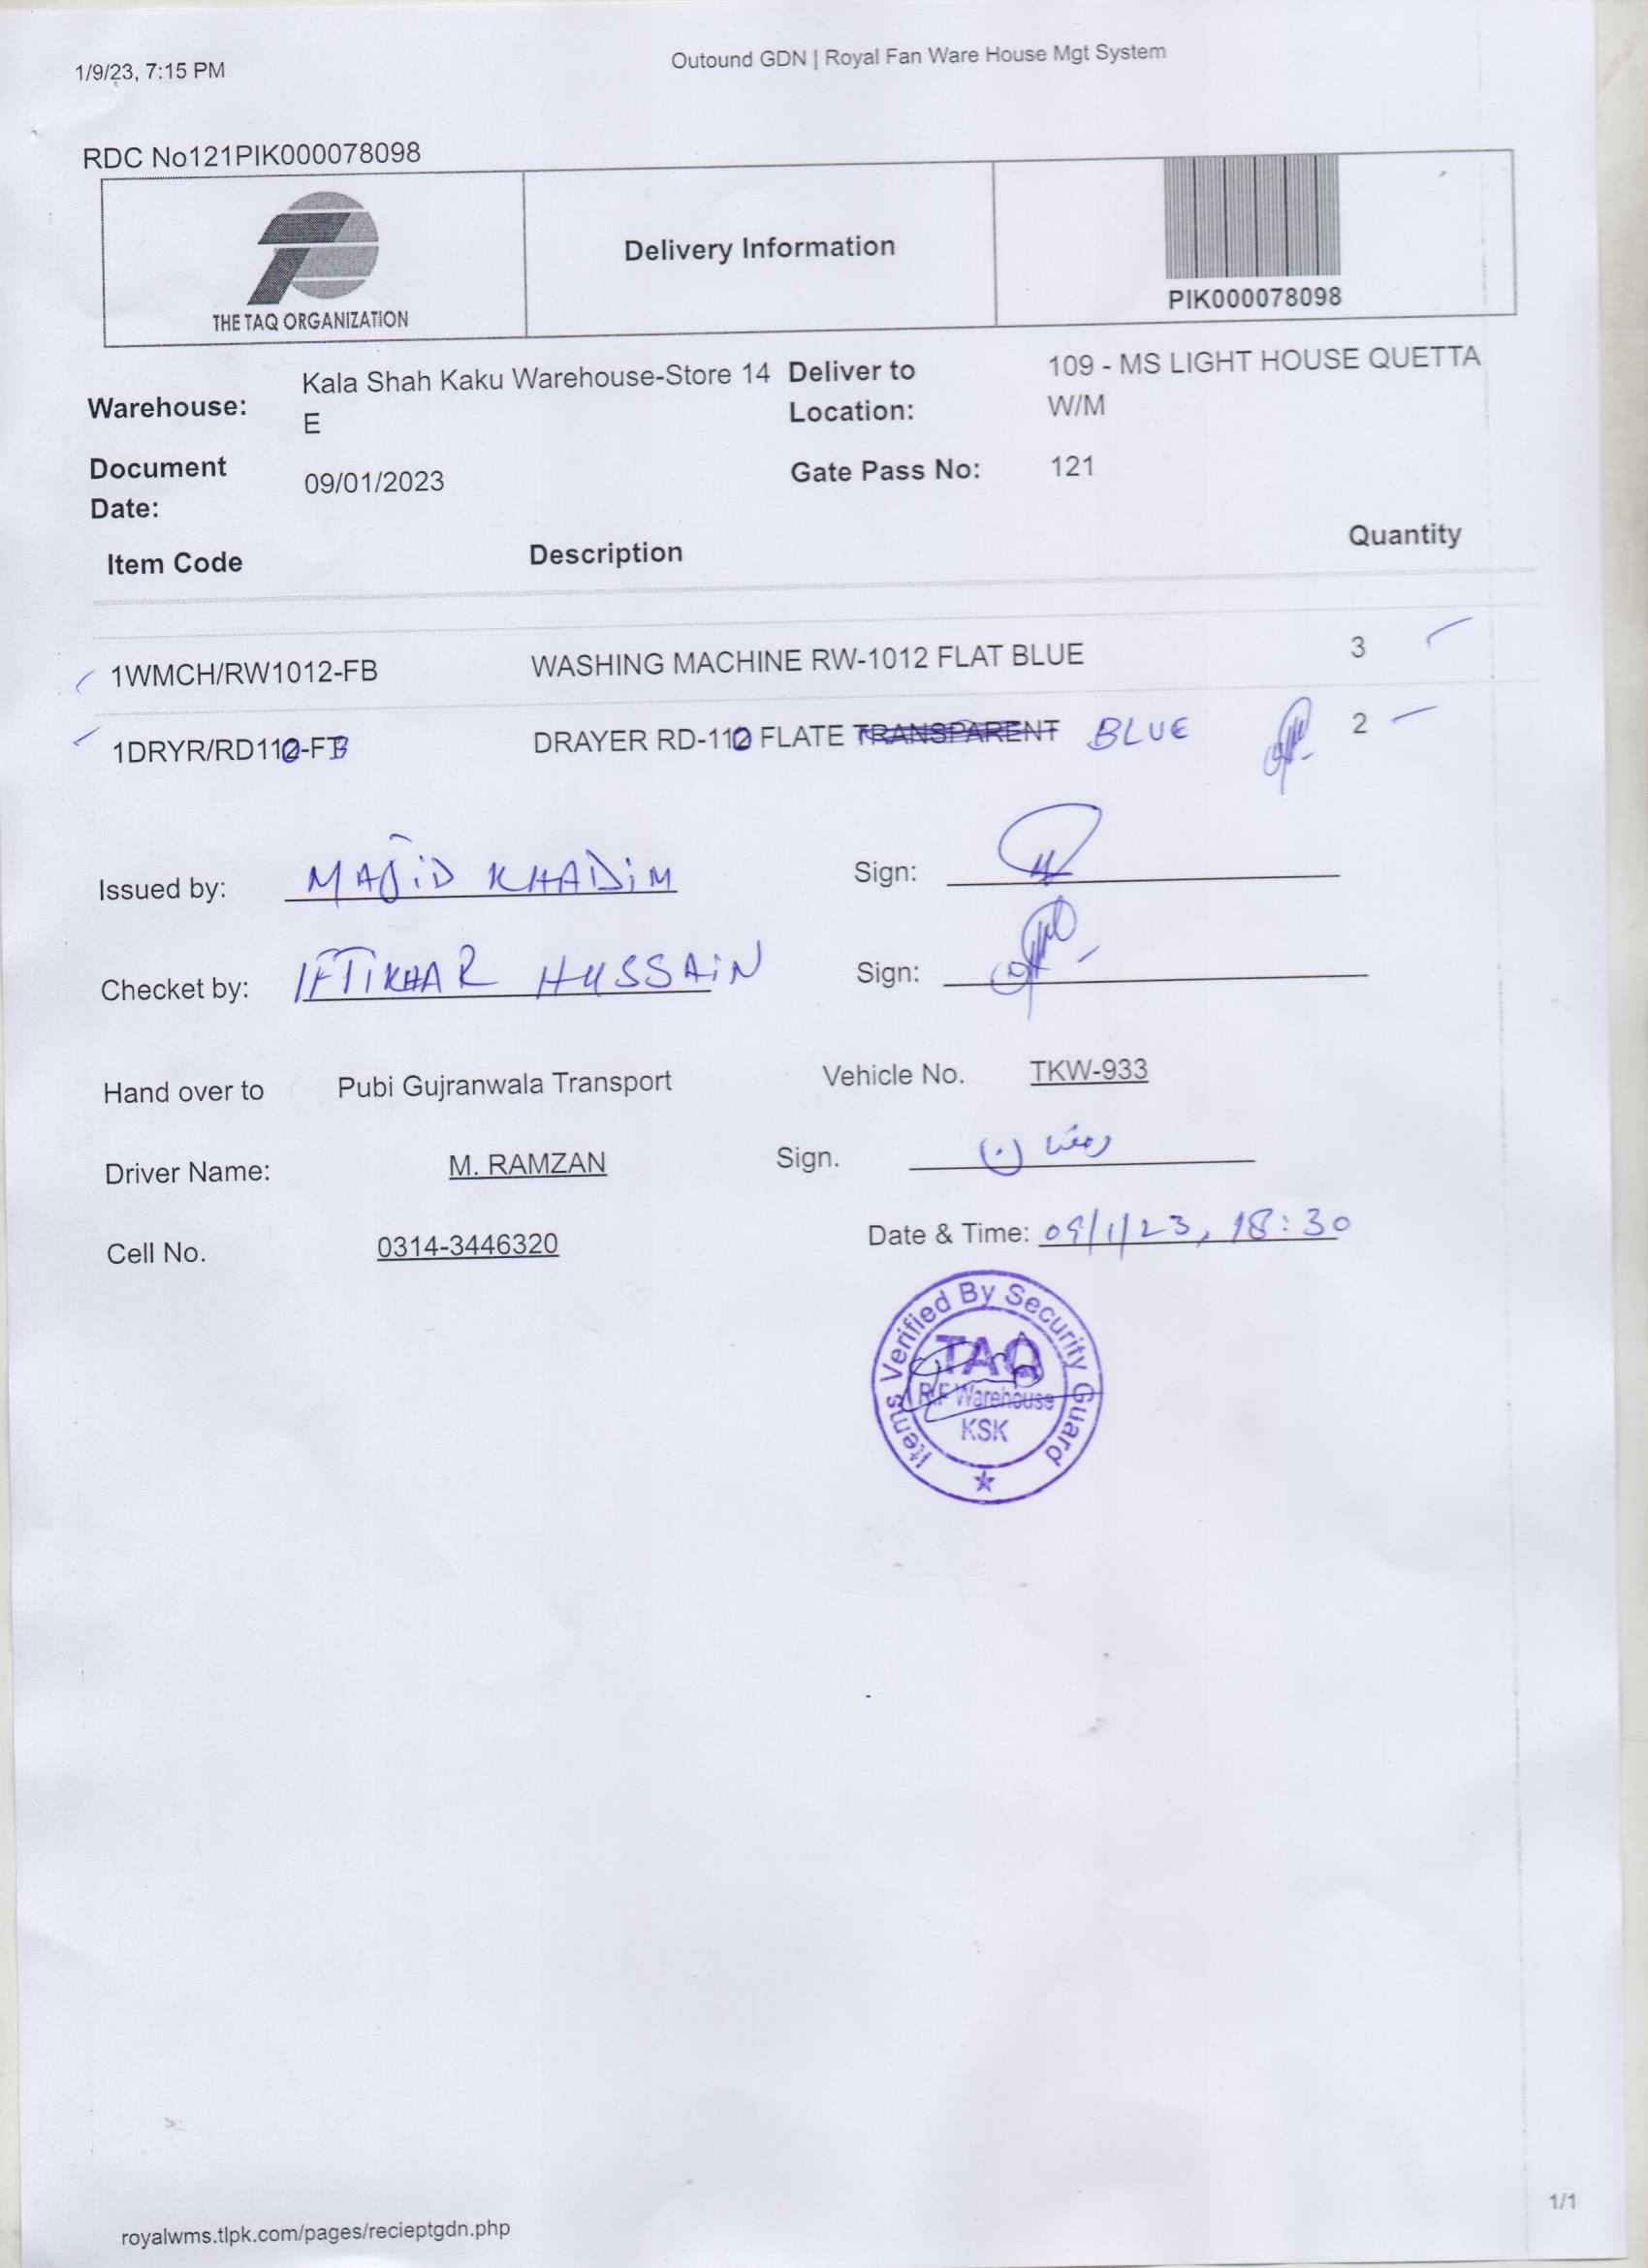 1/9/23, 7:15 PM Outound GDN | Royal Fan Ware House Mgt System
RDC No121PIK000078098
THE TAQ ORGANIZATION
Delivery Information
PIK000078098
Warehouse: Kala Shah Kaku Warehouse-Store 14 E
Deliver to Location: 109 - MS LIGHT HOUSE QUETTA W/M
Document Date: 09/01/2023
Gate Pass No: 121
Item Code Description Quantity
1WMCH/RW1012-FB WASHING MACHINE RW-1012 FLAT BLUE 3
1DRYR/RD110-FB DRAYER RD-110 FLATE TRANSPARENT BLUE 2
Issued by: MAJiD KHADiM Sign:
Checket by: IFTIKHAR HUSSAiN Sign:
Hand over to Pubi Gujranwala Transport Vehicle No. TKW-933
Driver Name: M. RAMZAN Sign.
Cell No. 0314-3446320 Date & Time: 09/1/23, 18:30
Items Verified By Security Guard
TAQ
R.F Warehouse
KSK
royalwms.tlpk.com/pages/recieptgdn.php 1/1